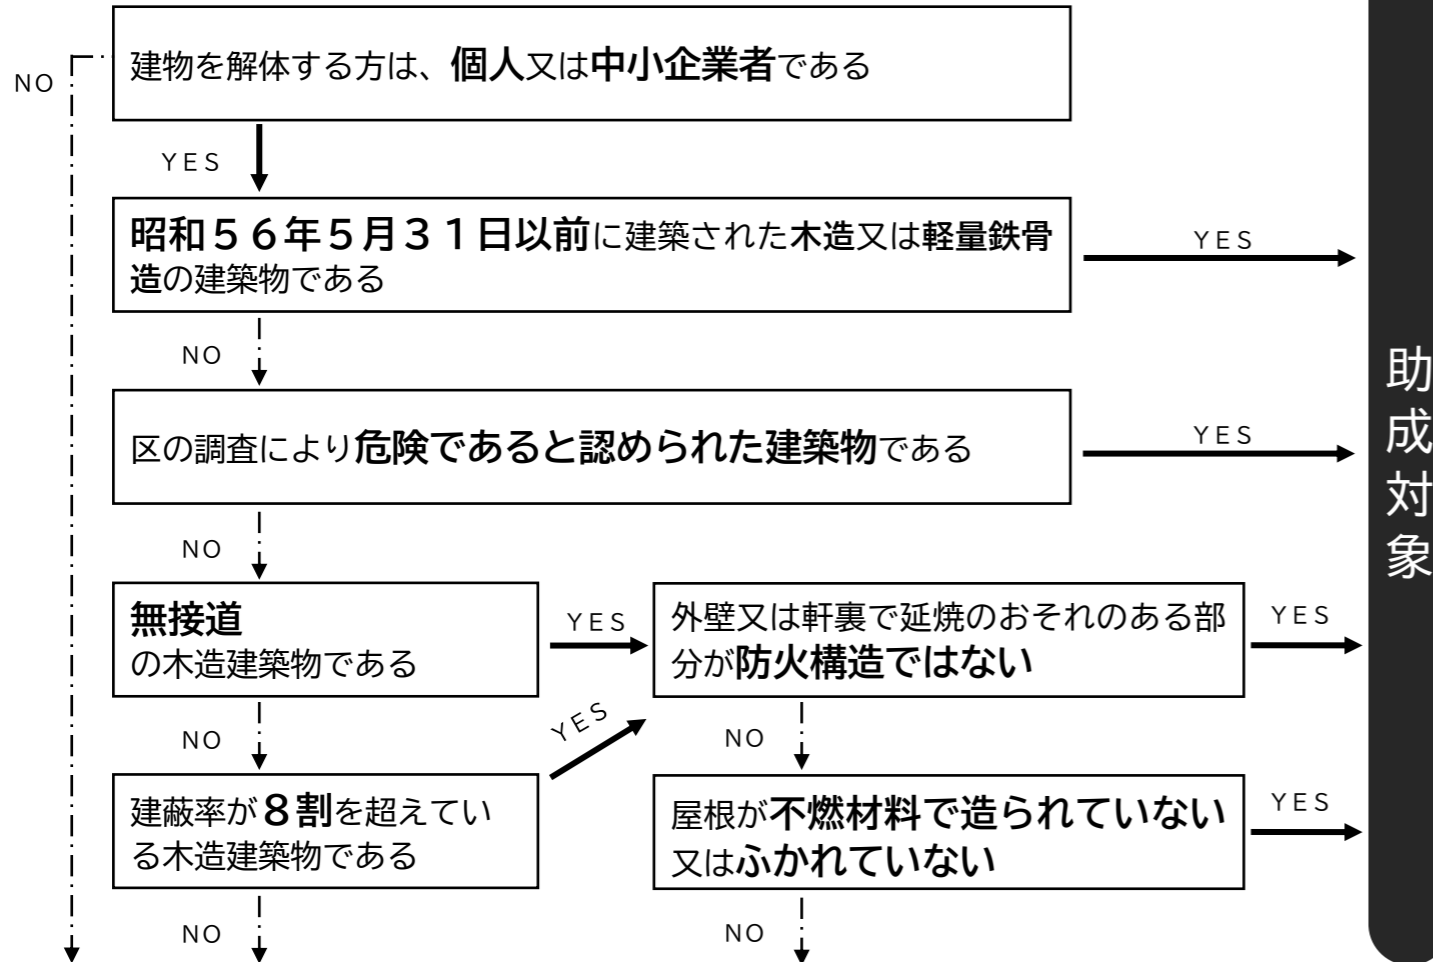 建物を解体する方は、個人又は中小企業者である
NO
YES
昭和５６年５月３１日以前に建築された木造又は軽量鉄骨
造の建築物である
YES
NO
区の調査により危険であると認められた建築物である
YES
NO
無接道
の木造建築物である
YES
外壁又は軒裏で延焼のおそれのある部
分が防火構造ではない
YES
NO
YES
NO
建蔽率が８割を超えてい
る木造建築物である
屋根が不燃材料で造られていない
又はふかれていない
YES
NO
NO
助成対象